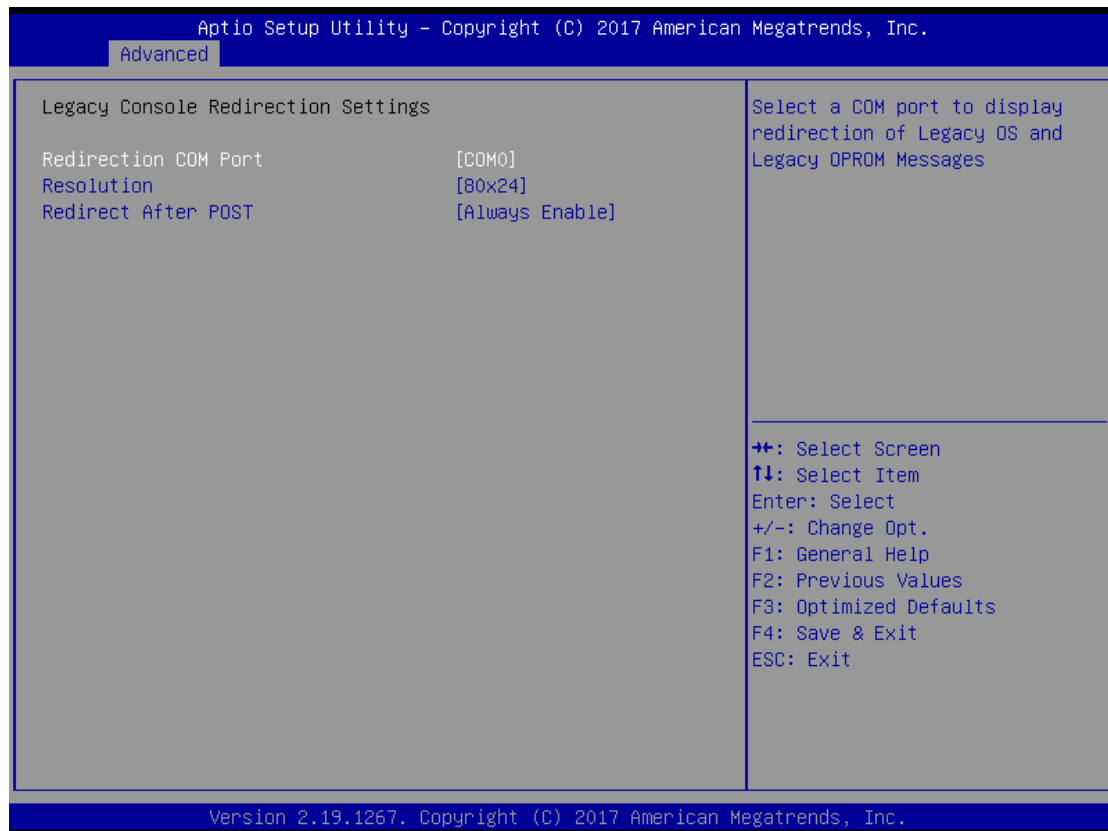 Aptio Setup Utility – Copyright (C) 2017 American Megatrends, Inc.
Advanced
Legacy Console Redirection Settings
Redirection COM Port [COM0]
Resolution [80x24]
Redirect After POST [Always Enable]
Select a COM port to display
redirection of Legacy OS and
Legacy OPROM Messages
→←: Select Screen
↑↓: Select Item
Enter: Select
+/-: Change Opt.
F1: General Help
F2: Previous Values
F3: Optimized Defaults
F4: Save & Exit
ESC: Exit
Version 2.19.1267. Copyright (C) 2017 American Megatrends, Inc.